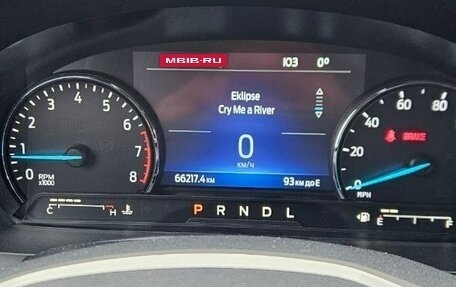 MBIB-RU
103 0°
Eklipse
Cry Me a River
0
км/ч
66217.4 км 93 км до E
0 1 2 3 4 5 6 7 8
RPM
x1000
0 20 40 60 80
BRAKE
MPH
C H
P R N D L
E F